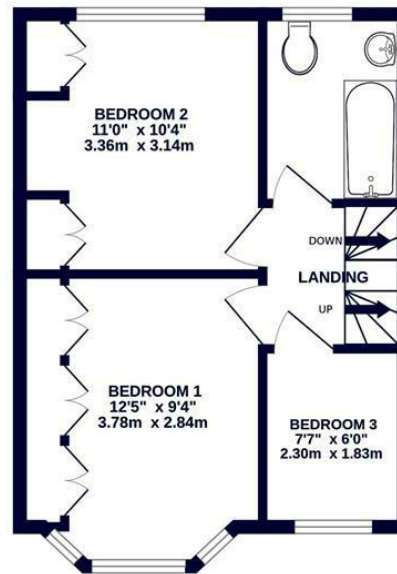 BEDROOM 2
11'0" x 10'4"
3.36m x 3.14m
DOWN
LANDING
UP
BEDROOM 1
12'5" x 9'4"
3.78m x 2.84m
BEDROOM 3
7'7" x 6'0"
2.30m x 1.83m